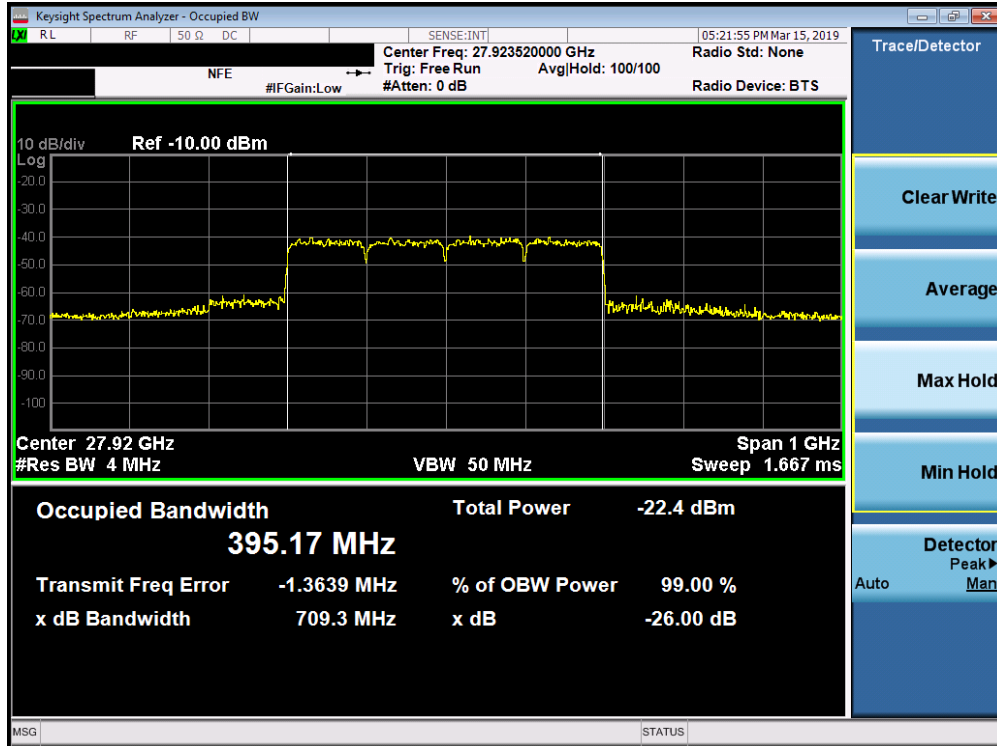 Keysight Spectrum Analyzer - Occupied BW
LXI RL RF 50 Ω DC SENSE:INT 05:21:55 PM Mar 15, 2019
Center Freq: 27.923520000 GHz Radio Std: None
NFE Trig: Free Run Avg|Hold: 100/100
#IFGain:Low #Atten: 0 dB Radio Device: BTS
10 dB/div Ref -10.00 dBm
Log
-20.0
-30.0
-40.0
-50.0
-60.0
-70.0
-80.0
-90.0
-100
Center 27.92 GHz Span 1 GHz
#Res BW 4 MHz VBW 50 MHz Sweep 1.667 ms
Occupied Bandwidth Total Power -22.4 dBm
395.17 MHz
Transmit Freq Error -1.3639 MHz % of OBW Power 99.00 %
x dB Bandwidth 709.3 MHz x dB -26.00 dB
MSG STATUS
Trace/Detector
Clear Write
Average
Max Hold
Min Hold
Detector
Peak▶
Auto Man